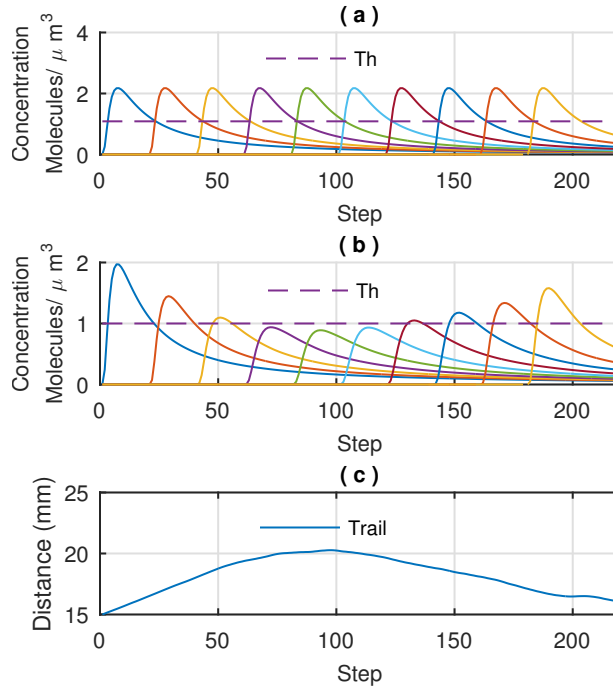 ( a )
Concentration
Molecules/ μ m³
4
2
0
Th
0 50 100 150 200
Step
( b )
Concentration
Molecules/ μ m³
2
1
0
Th
0 50 100 150 200
Step
( c )
Distance (mm)
25
20
15
Trail
0 50 100 150 200
Step